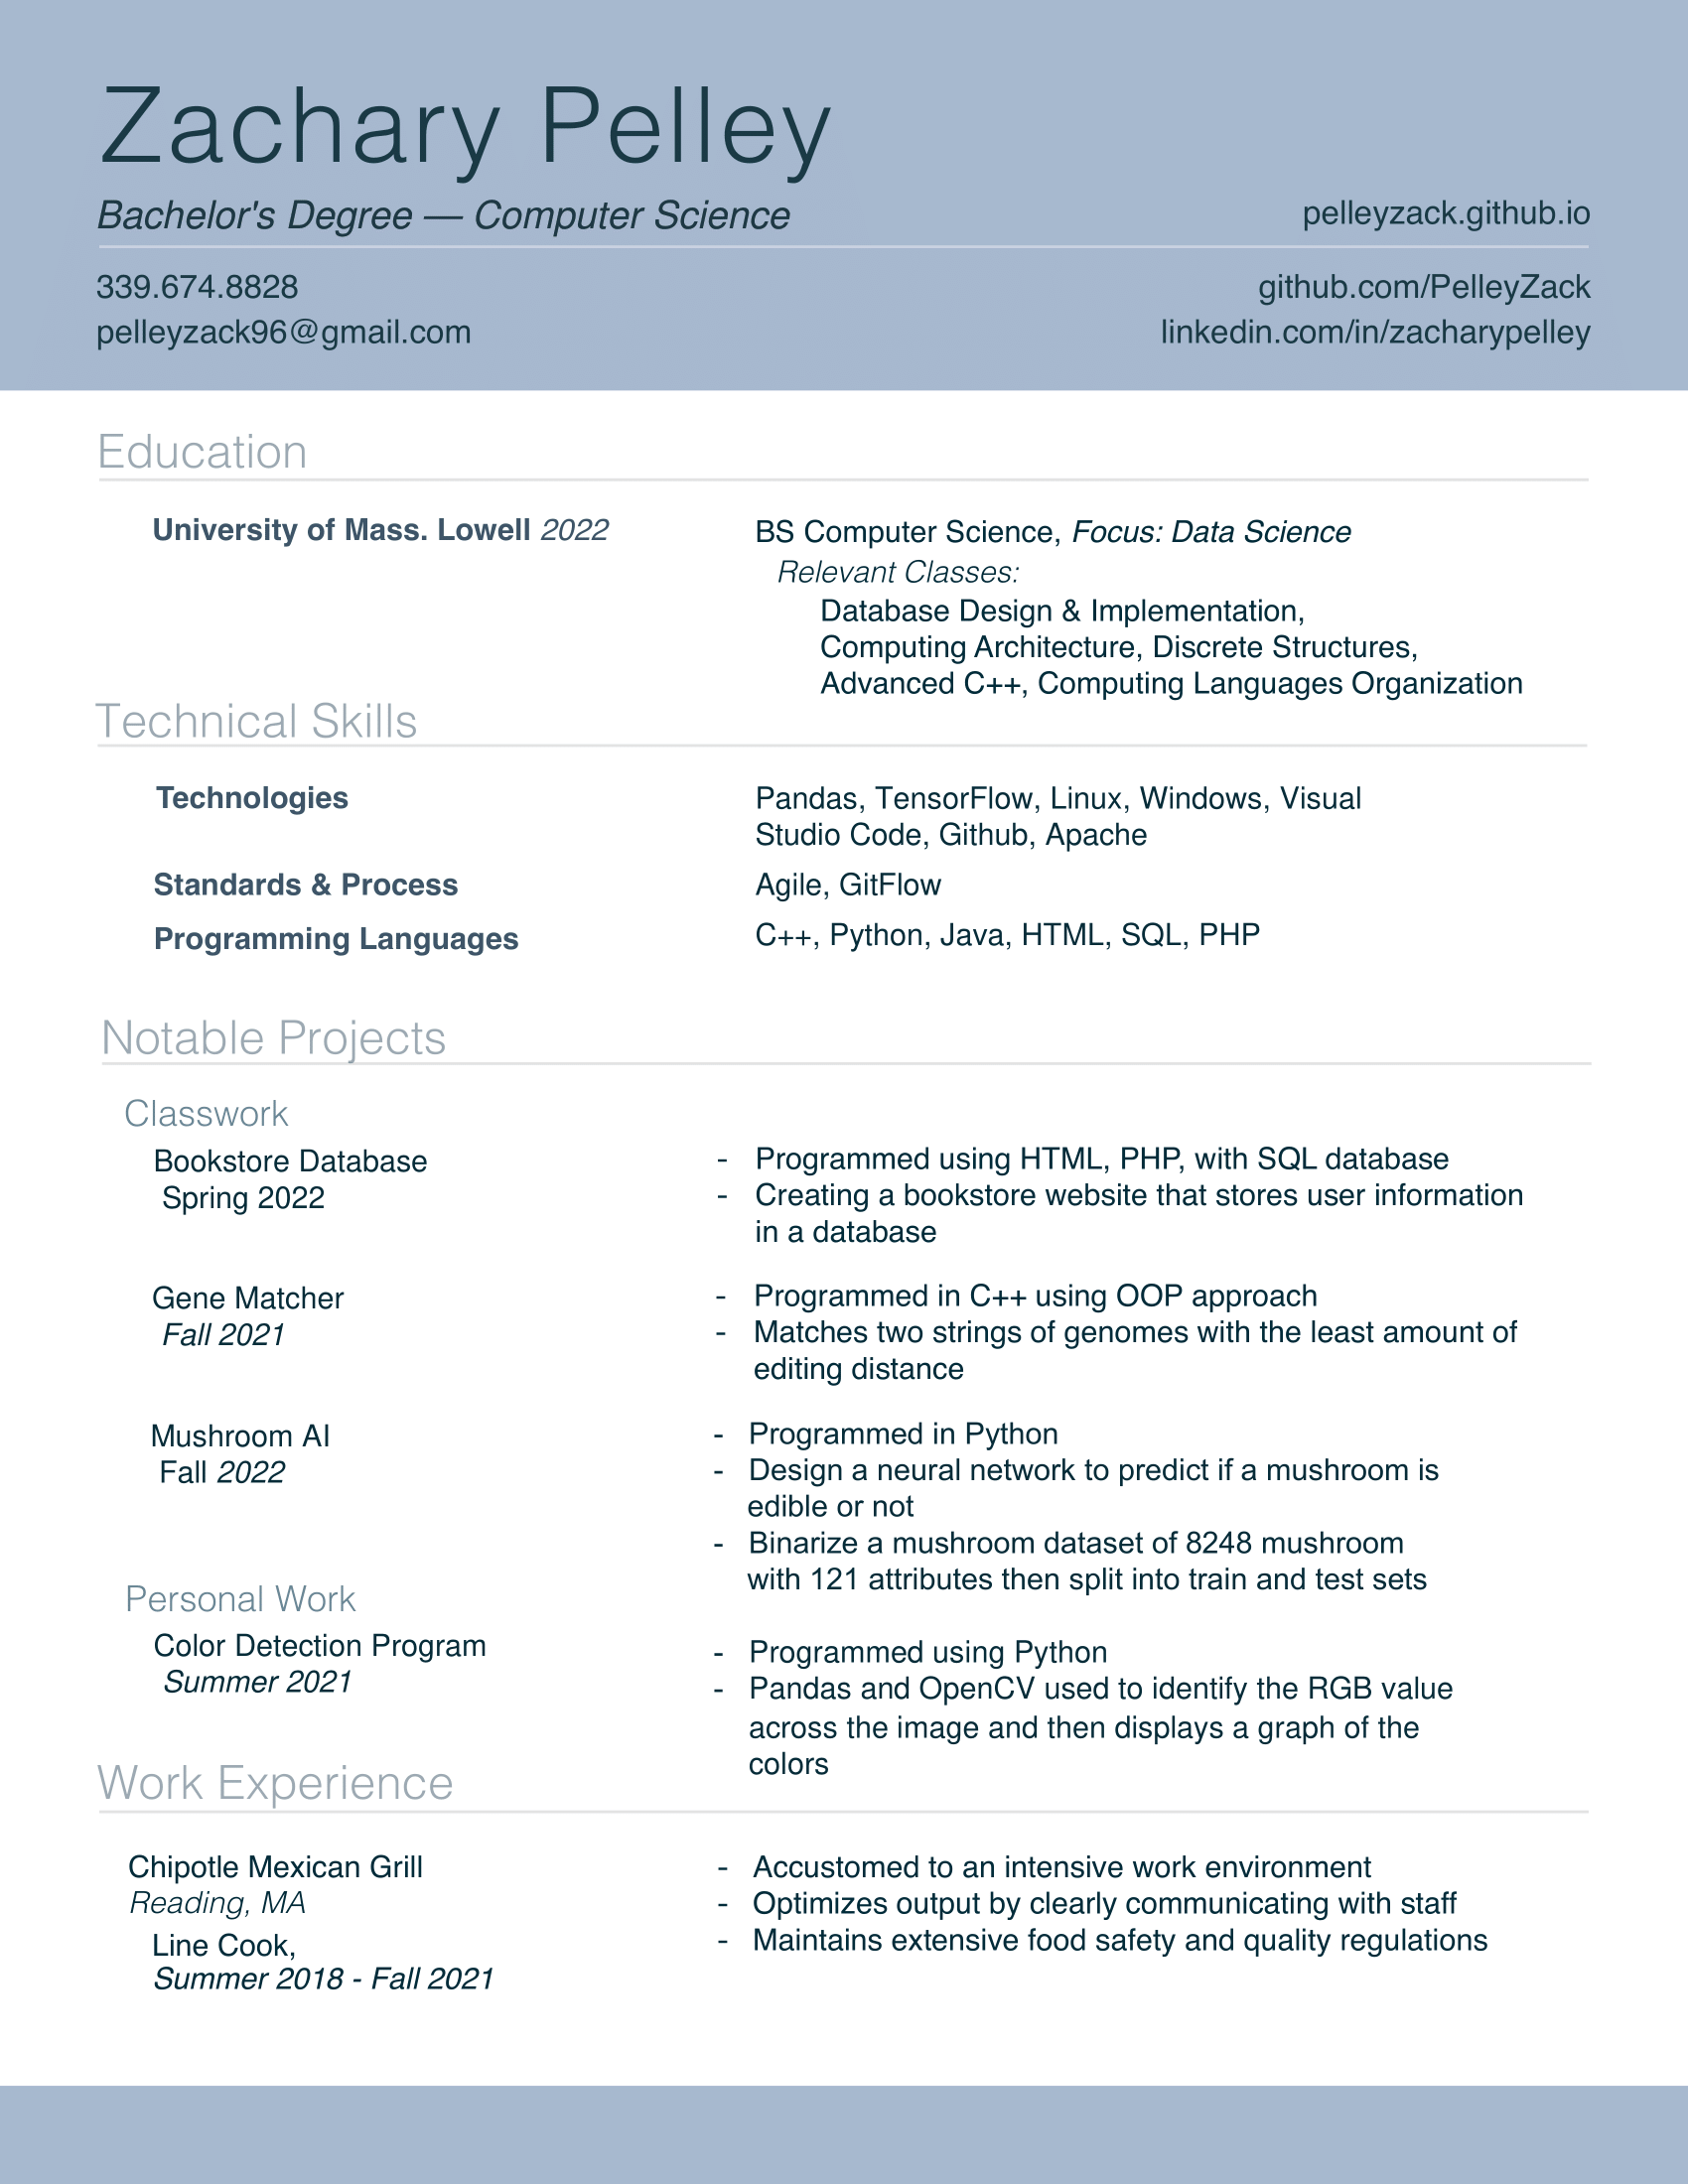 Zachary Pelley
Bachelor's Degree — Computer Science
pelleyzack.github.io
339.674.8828
github.com/PelleyZack
pelleyzack96@gmail.com
linkedin.com/in/zacharypelley
Education
University of Mass. Lowell 2022
BS Computer Science, Focus: Data Science
Relevant Classes:
Database Design & Implementation,
Computing Architecture, Discrete Structures,
Advanced C++, Computing Languages Organization
Technical Skills
Technologies
Pandas, TensorFlow, Linux, Windows, Visual
Studio Code, Github, Apache
Standards & Process
Agile, GitFlow
Programming Languages
C++, Python, Java, HTML, SQL, PHP
Notable Projects
Classwork
Bookstore Database
Spring 2022
- Programmed using HTML, PHP, with SQL database
- Creating a bookstore website that stores user information
in a database
Gene Matcher
Fall 2021
- Programmed in C++ using OOP approach
- Matches two strings of genomes with the least amount of
editing distance
Mushroom AI
Fall 2022
- Programmed in Python
- Design a neural network to predict if a mushroom is
edible or not
- Binarize a mushroom dataset of 8248 mushroom
with 121 attributes then split into train and test sets
Personal Work
Color Detection Program
Summer 2021
- Programmed using Python
- Pandas and OpenCV used to identify the RGB value
across the image and then displays a graph of the
colors
Work Experience
Chipotle Mexican Grill
Reading, MA
Line Cook,
Summer 2018 - Fall 2021
- Accustomed to an intensive work environment
- Optimizes output by clearly communicating with staff
- Maintains extensive food safety and quality regulations